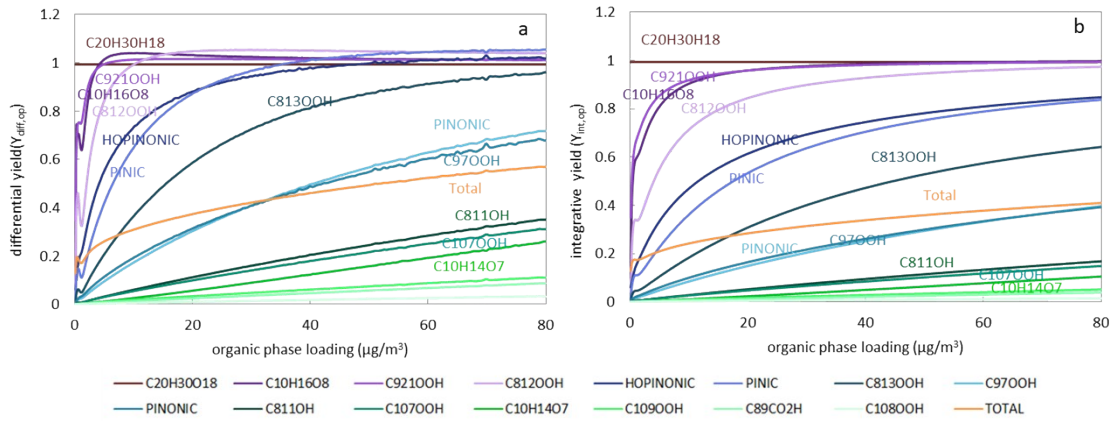 a
differential yield(Ydiff,op)
1.2
1
0.8
0.6
0.4
0.2
0
0
20
40
60
80
organic phase loading (µg/m³)
C20H30H18
C921OOH
C10H16O8
C812OOH
C813OOH
HOPINONIC
PINIC
PINONIC
C97OOH
Total
C811OH
C107OOH
C10H14O7
b
integrative yield (Yint,op)
1.2
1
0.8
0.6
0.4
0.2
0
0
20
40
60
80
organic phase loading (µg/m³)
C20H30H18
C921OOH
C10H16O8
C812OOH
HOPINONIC
C813OOH
PINIC
Total
PINONIC
C97OOH
C811OH
C107OOH
C10H14O7
C20H30O18 C10H16O8 C921OOH C812OOH HOPINONIC PINIC C813OOH C97OOH
PINONIC C811OH C107OOH C10H14O7 C109OOH C89CO2H C108OOH TOTAL